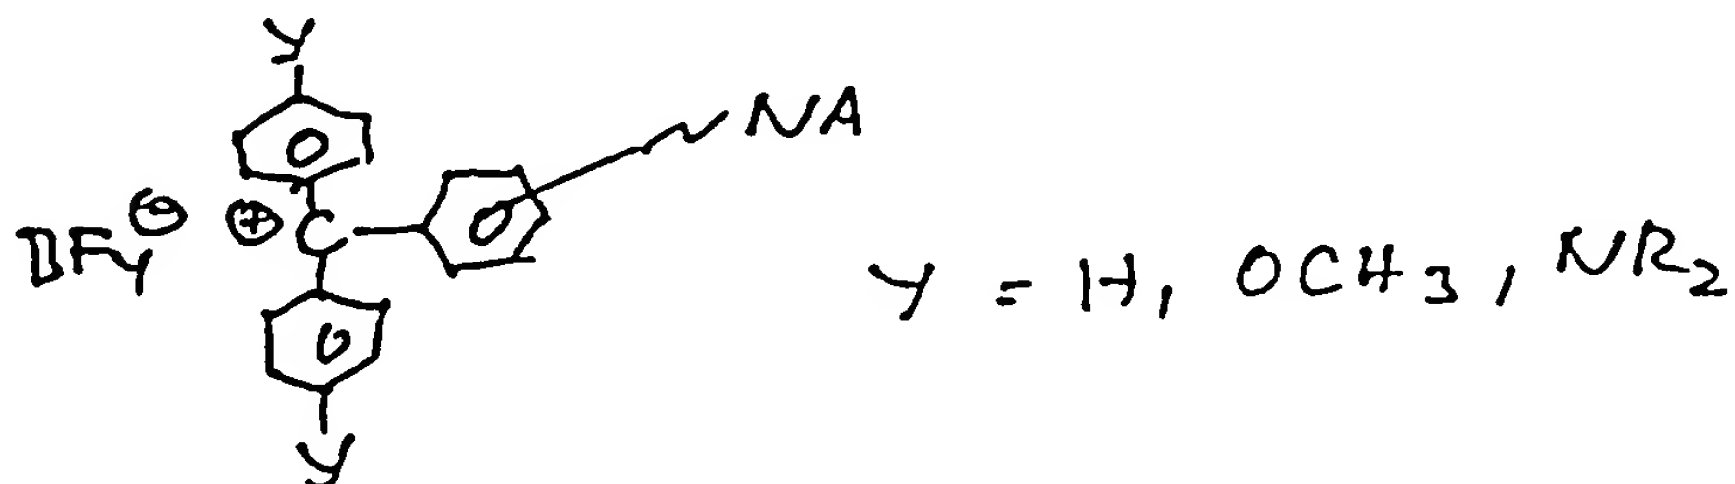 Y
NA
BF4⊖ ⊕ C
Y = H, OCH3, NR2
Y